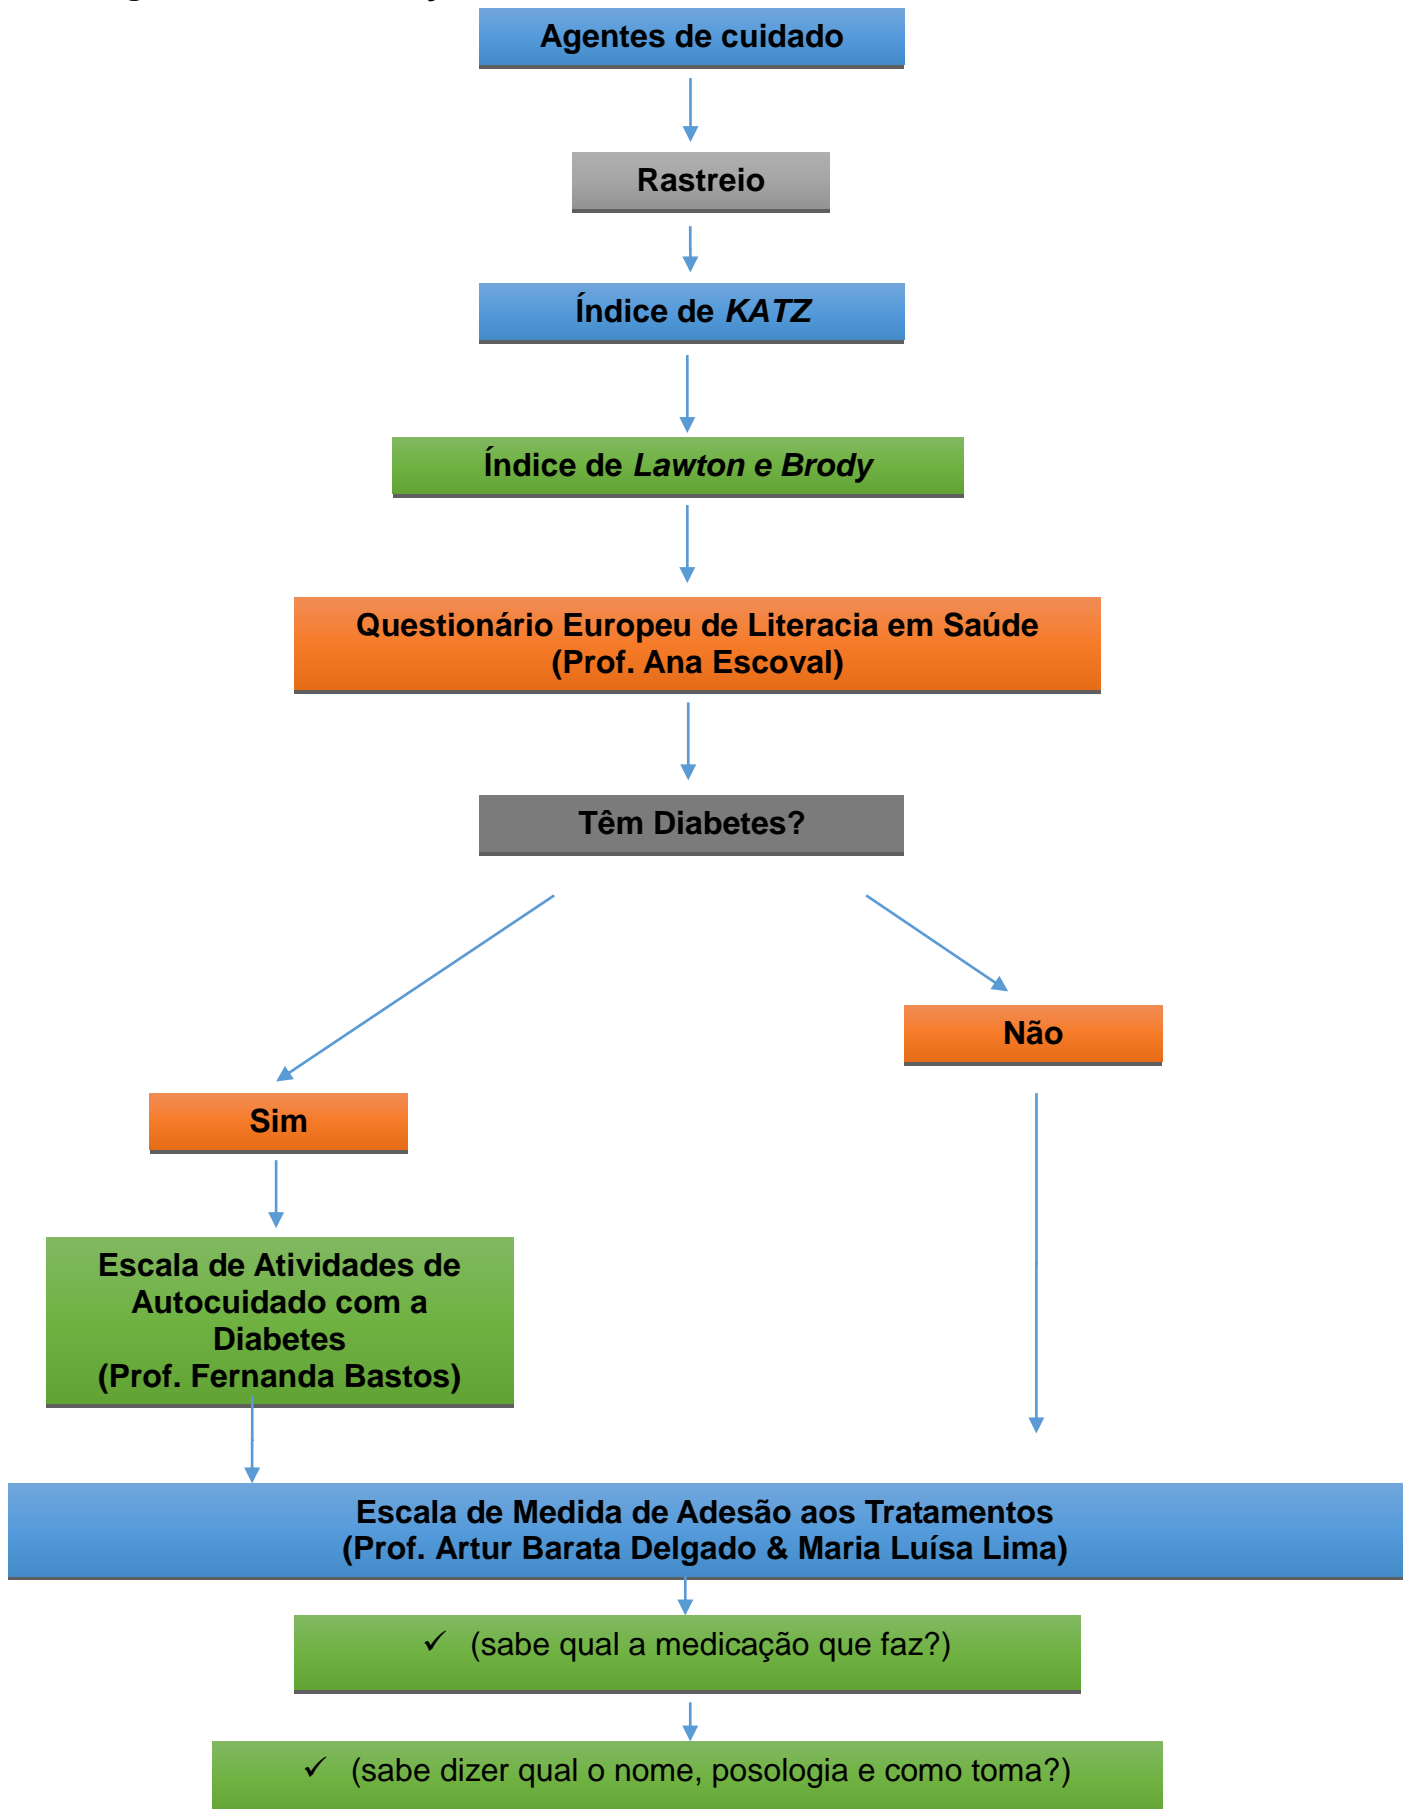 Agentes de cuidado
Rastreio
Índice de KATZ
Índice de Lawton e Brody
Questionário Europeu de Literacia em Saúde
(Prof. Ana Escoval)
Têm Diabetes?
Não
Sim
Escala de Atividades de
Autocuidado com a
Diabetes
(Prof. Fernanda Bastos)
Escala de Medida de Adesão aos Tratamentos
(Prof. Artur Barata Delgado & Maria Luísa Lima)
✓ (sabe qual a medicação que faz?)
✓ (sabe dizer qual o nome, posologia e como toma?)